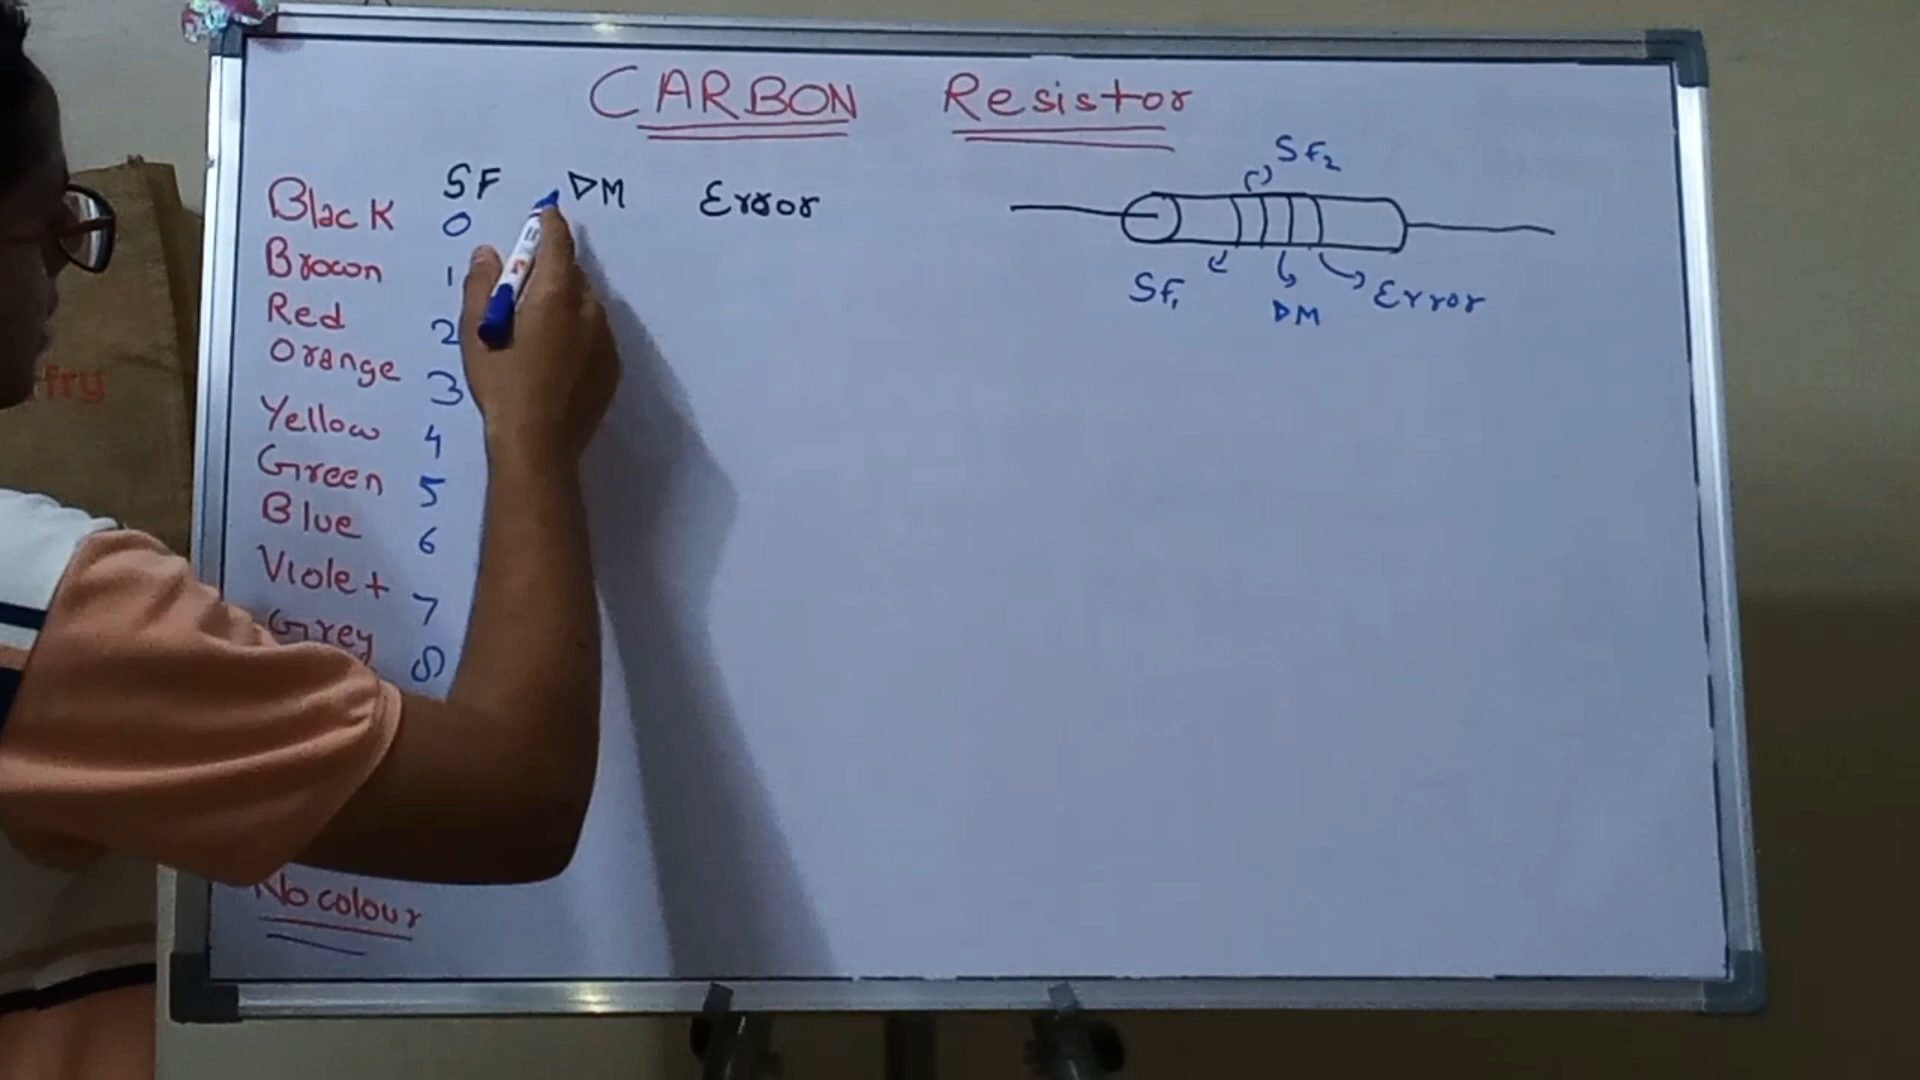 CARBON Resistor
SF DM Error
Black 0
Brown 1
Red 2
Orange 3
Yellow 4
Green 5
Blue 6
Violet 7
Grey 8
No colour
Sf2
Sf1
DM
Error
fry